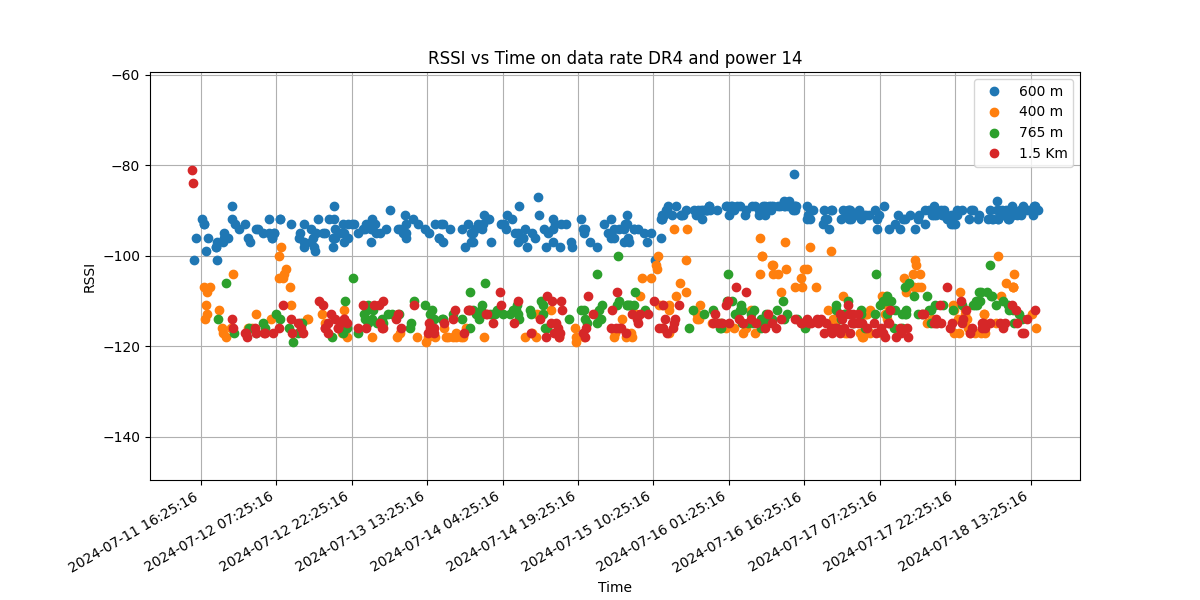 RSSI vs Time on data rate DR4 and power 14
600 m
400 m
765 m
1.5 Km
−60
−80
−100
−120
−140
RSSI
2024-07-11 16:25:16
2024-07-12 07:25:16
2024-07-12 22:25:16
2024-07-13 13:25:16
2024-07-14 04:25:16
2024-07-14 19:25:16
2024-07-15 10:25:16
2024-07-16 01:25:16
2024-07-16 16:25:16
2024-07-17 07:25:16
2024-07-17 22:25:16
2024-07-18 13:25:16
Time